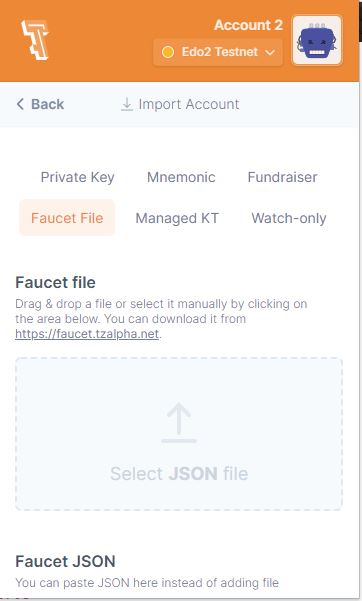 Account 2
Edo2 Testnet
Back
Import Account
Private Key Mnemonic Fundraiser
Faucet File Managed KT Watch-only
Faucet file
Drag & drop a file or select it manually by clicking on
the area below. You can download it from
https://faucet.tzalpha.net.
Select JSON file
Faucet JSON
You can paste JSON here instead of adding file